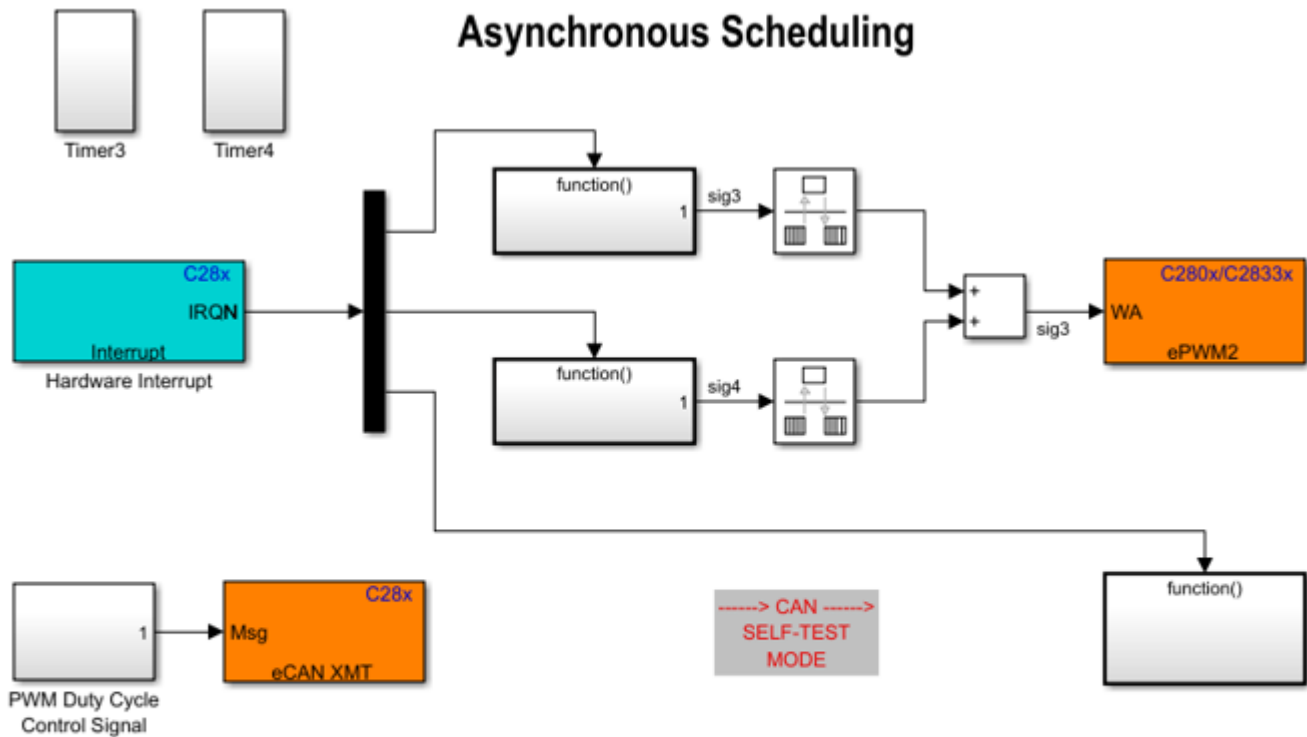 Asynchronous Scheduling
Timer3
Timer4
function()
1
sig3
C28x
IRQN
Interrupt
Hardware Interrupt
+
+
sig3
C280x/C2833x
WA
ePWM2
function()
1
sig4
function()
1
PWM Duty Cycle
Control Signal
C28x
Msg
eCAN XMT
------> CAN ------>
SELF-TEST
MODE